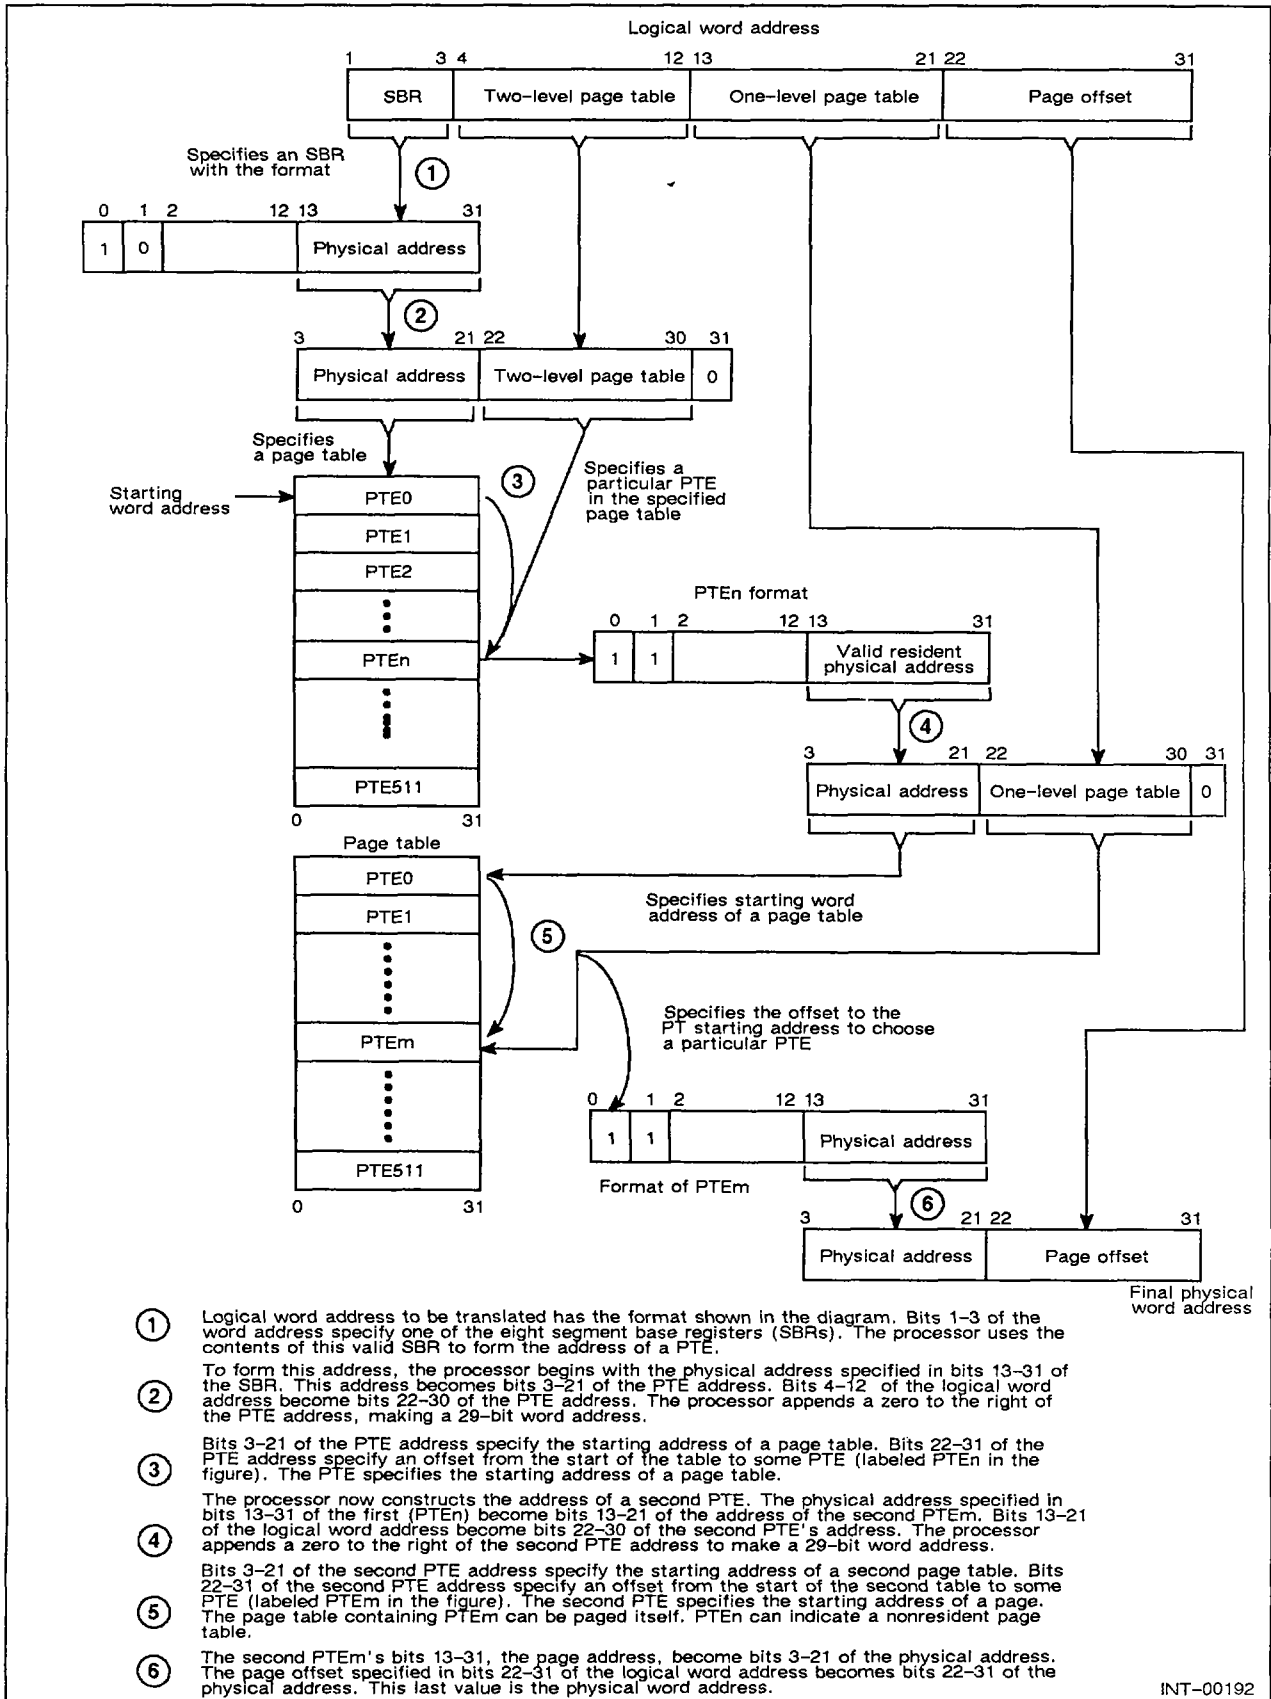 Logical word address
1 3 4 12 13 21 22 31
SBR Two-level page table One-level page table Page offset
Specifies an SBR
with the format
1
0 1 2 12 13 31
1 0 Physical address
2
3 21 22 30 31
Physical address Two-level page table 0
Specifies
a page table
Starting
word address
3
Specifies a
particular PTE
in the specified
page table
PTE0
PTE1
PTE2
PTEn
PTE511
0 31
PTEn format
0 1 2 12 13 31
1 1 Valid resident
physical address
4
3 21 22 30 31
Physical address One-level page table 0
Page table
PTE0
PTE1
PTEm
PTE511
0 31
Specifies starting word
address of a page table
5
Specifies the offset to the
PT starting address to choose
a particular PTE
0 1 2 12 13 31
1 1 Physical address
Format of PTEm
6
3 21 22 31
Physical address Page offset
Final physical
word address
1 Logical word address to be translated has the format shown in the diagram. Bits 1–3 of the
word address specify one of the eight segment base registers (SBRs). The processor uses the
contents of this valid SBR to form the address of a PTE.
2 To form this address, the processor begins with the physical address specified in bits 13–31 of
the SBR. This address becomes bits 3–21 of the PTE address. Bits 4–12 of the logical word
address become bits 22–30 of the PTE address. The processor appends a zero to the right of
the PTE address, making a 29–bit word address.
3 Bits 3–21 of the PTE address specify the starting address of a page table. Bits 22–31 of the
PTE address specify an offset from the start of the table to some PTE (labeled PTEn in the
figure). The PTE specifies the starting address of a page table.
4 The processor now constructs the address of a second PTE. The physical address specified in
bits 13–31 of the first (PTEn) become bits 13–21 of the address of the second PTEm. Bits 13–21
of the logical word address become bits 22–30 of the second PTE's address. The processor
appends a zero to the right of the second PTE address to make a 29–bit word address.
5 Bits 3–21 of the second PTE address specify the starting address of a second page table. Bits
22–31 of the second PTE address specify an offset from the start of the second table to some
PTE (labeled PTEm in the figure). The second PTE specifies the starting address of a page.
The page table containing PTEm can be paged itself. PTEn can indicate a nonresident page
table.
6 The second PTEm's bits 13–31, the page address, become bits 3–21 of the physical address.
The page offset specified in bits 22–31 of the logical word address becomes bits 22–31 of the
physical address. This last value is the physical word address.
INT–00192